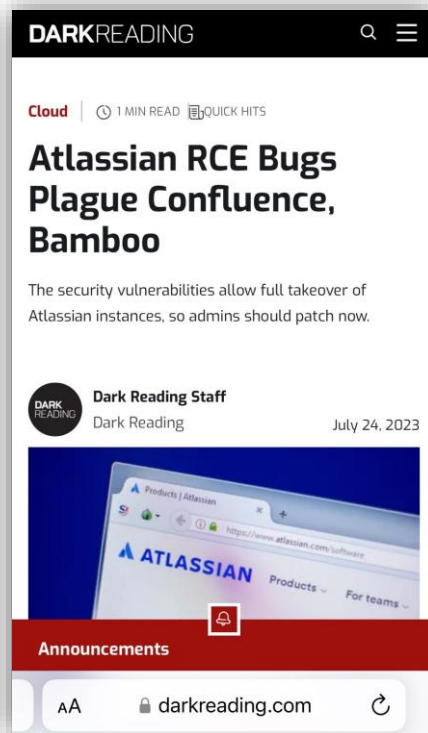 DARKREADING
Cloud
1 MIN READ
QUICK HITS
Atlassian RCE Bugs
Plague Confluence,
Bamboo
The security vulnerabilities allow full takeover of
Atlassian instances, so admins should patch now.
DARK
READING
Dark Reading Staff
Dark Reading
July 24, 2023
Products | Atlassian
https://www.atlassian.com/software
ATLASSIAN
Products
For teams
Announcements
AA
darkreading.com